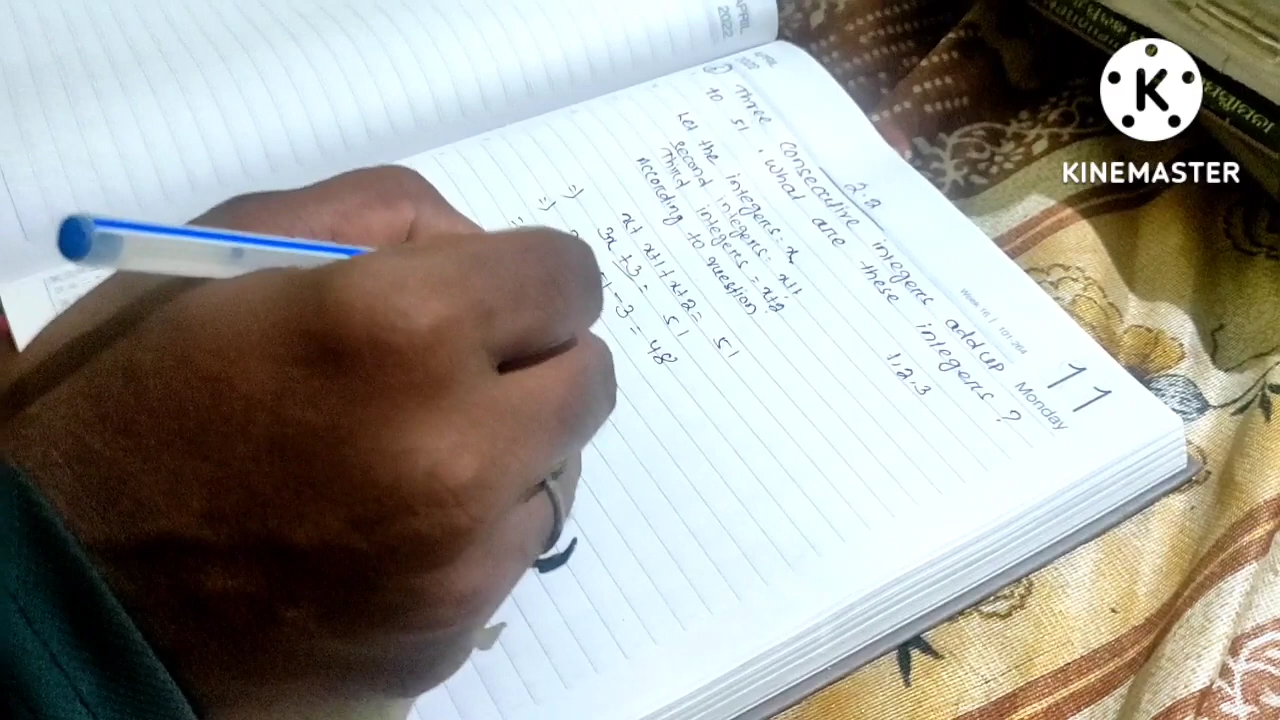 APRIL
2022
APRIL
2022
Week 16 | 101-264
11
Monday
2.2
Three consecutive integers add up
to 51. what are these integers?
1,2.3
Let the integers = x
second integers = x+1
Third integers = x+2
According to question
x+ x+1+x+2= 51
=) 3x +3 = 51
=) 51-3 = 48
=
K
KINEMASTER